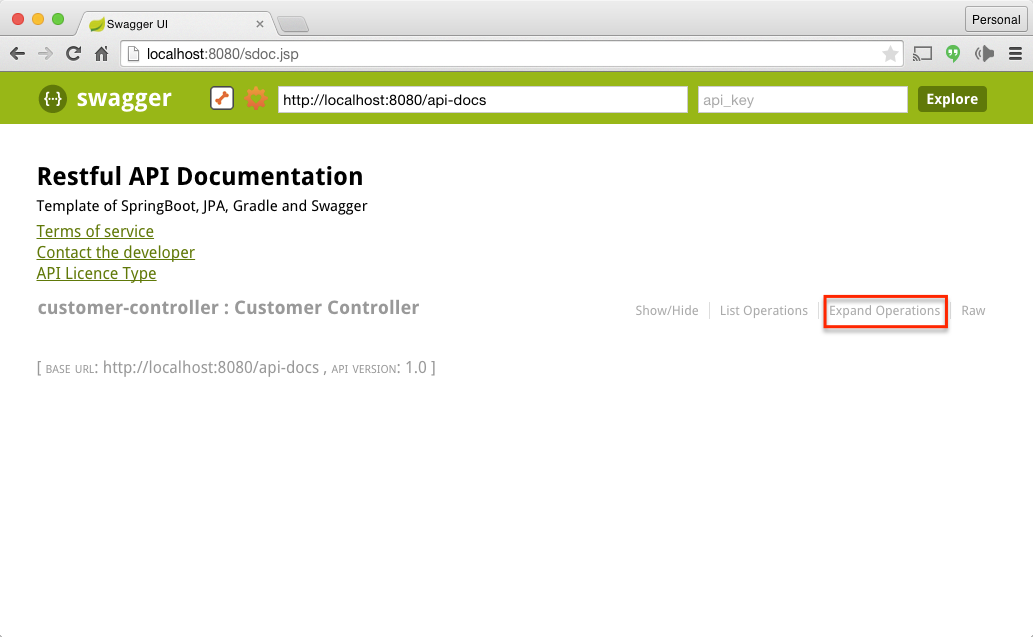 Swagger UI
Personal
localhost:8080/sdoc.jsp
{··} swagger http://localhost:8080/api-docs api_key Explore
Restful API Documentation
Template of SpringBoot, JPA, Gradle and Swagger
Terms of service
Contact the developer
API Licence Type
customer-controller : Customer Controller Show/Hide List Operations Expand Operations Raw
[ BASE URL: http://localhost:8080/api-docs , API VERSION: 1.0 ]